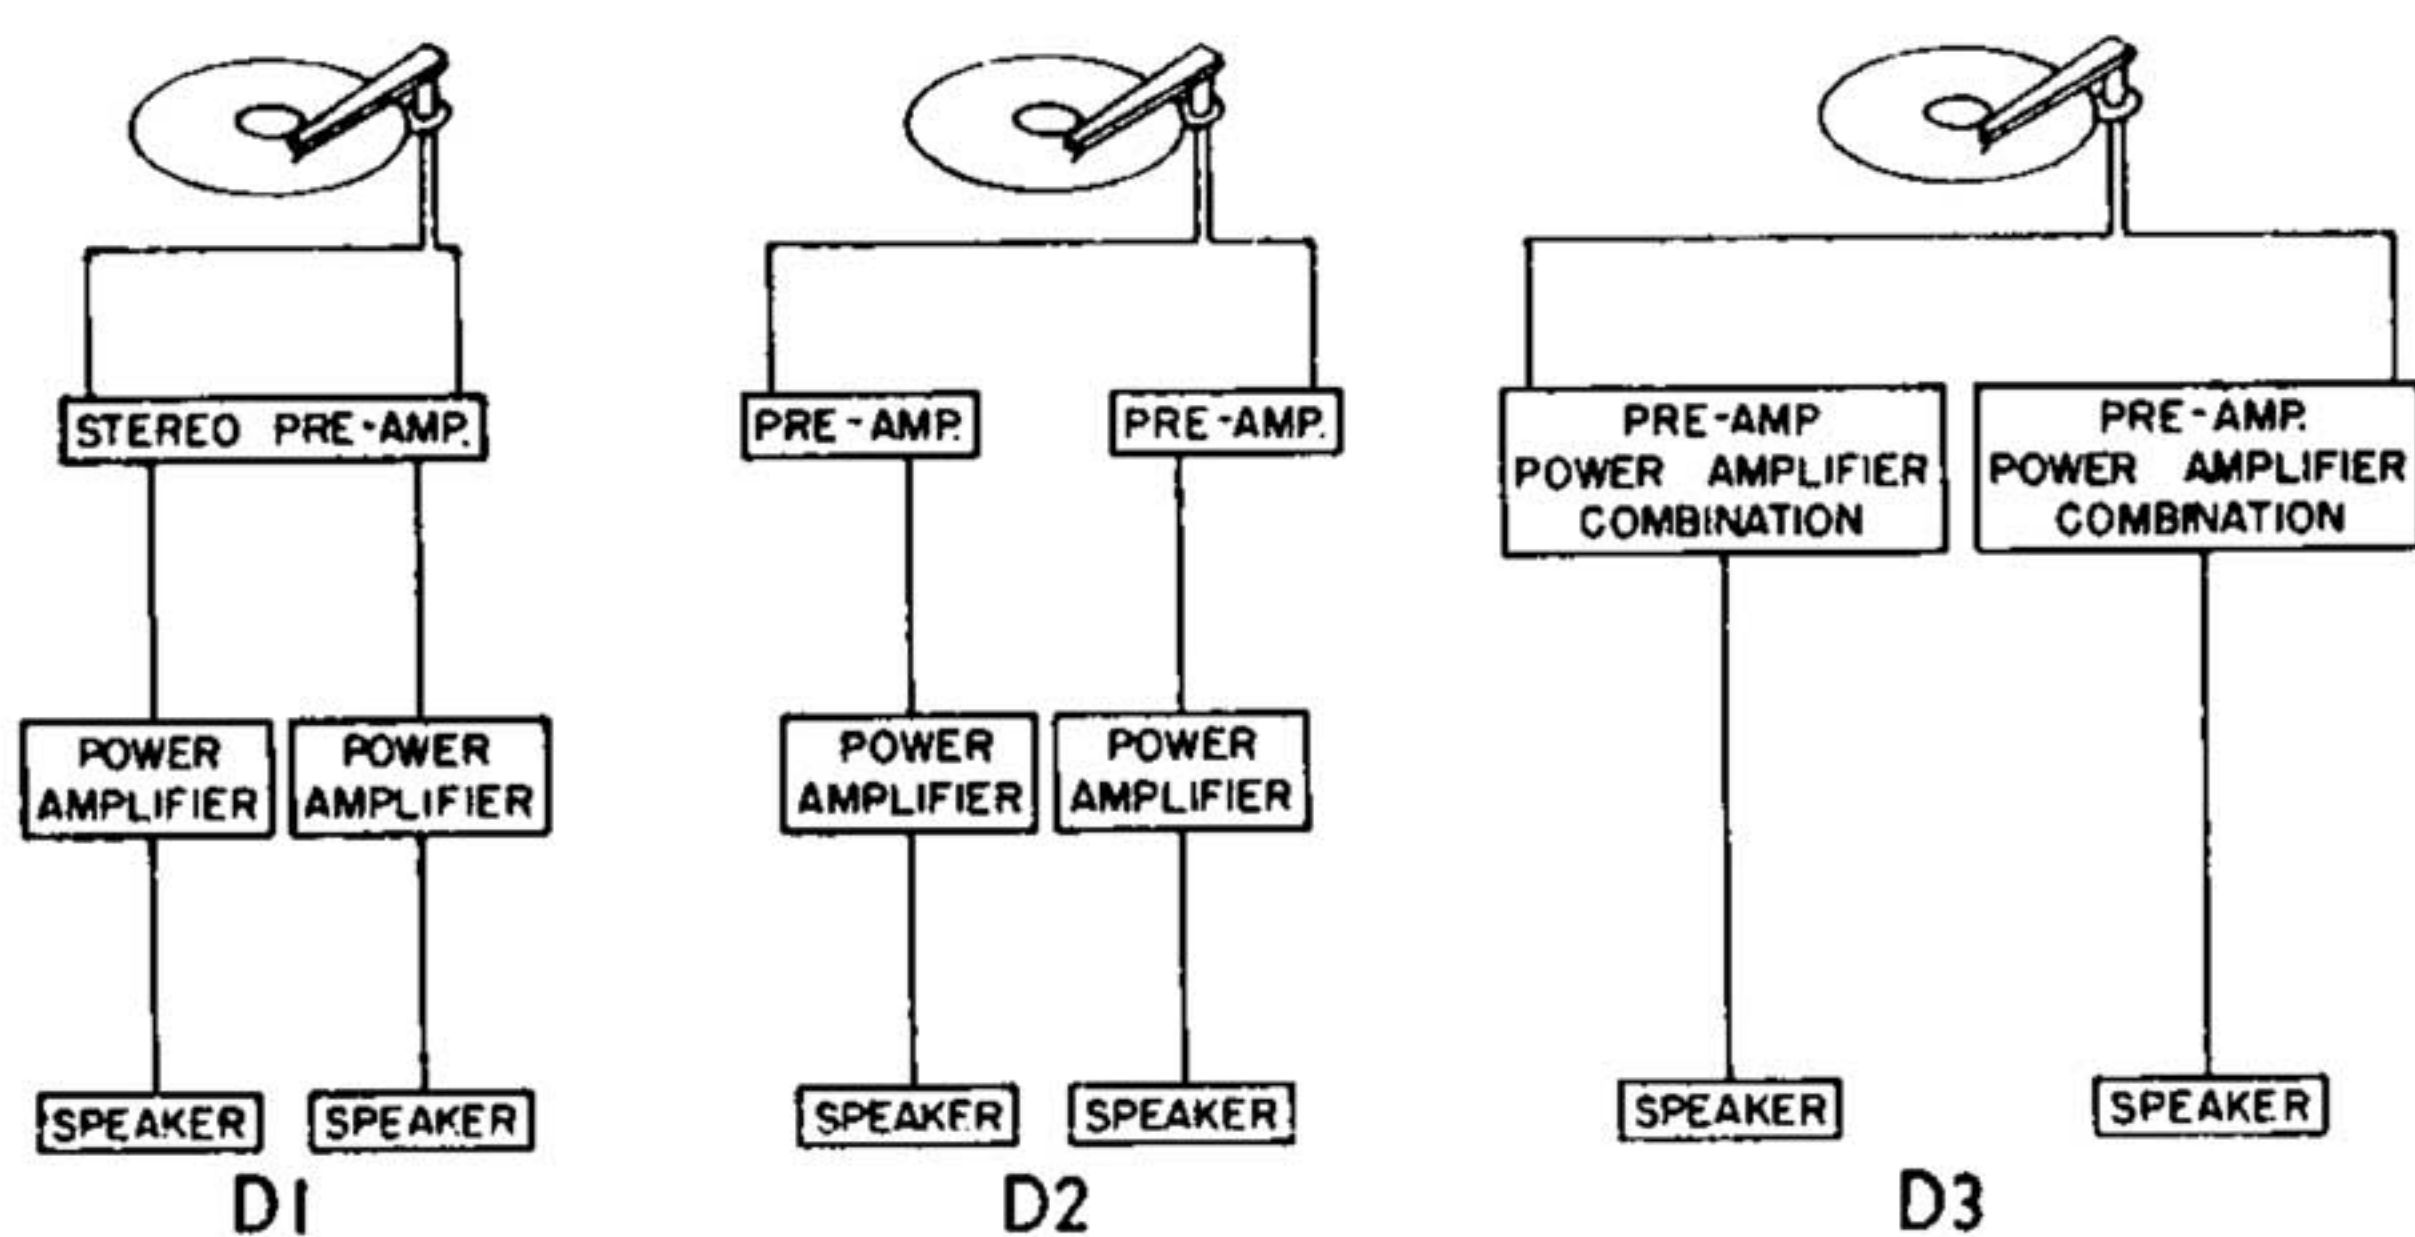 STEREO PRE-AMP.
POWER
AMPLIFIER
POWER
AMPLIFIER
SPEAKER
SPEAKER
D1
PRE-AMP.
PRE-AMP.
POWER
AMPLIFIER
POWER
AMPLIFIER
SPEAKER
SPEAKER
D2
PRE-AMP
POWER AMPLIFIER
COMBINATION
PRE-AMP.
POWER AMPLIFIER
COMBINATION
SPEAKER
SPEAKER
D3